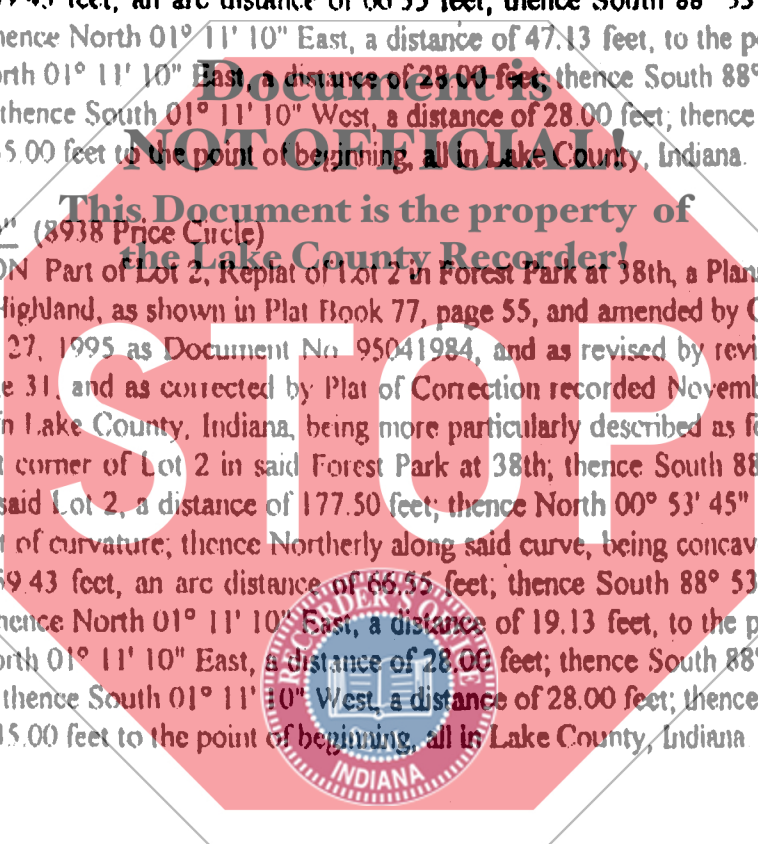 9.43 feet, an arc distance of 66.55 feet; thence South 88° 53
hence North 01° 11' 10" East, a distance of 47.13 feet, to the p
Document is
rth 01° 11' 10" East, a distance of 28.00 feet; thence South 88°
thence South 01° 11' 10" West, a distance of 28.00 feet; thence
NOT OFFICIAL!
5.00 feet to the point of beginning, all in Lake County, Indiana.
This Document is the property of
" (8938 Price Circle)
the Lake County Recorder!
ON Part of Lot 2, Replat of Lot 2 in Forest Park at 38th, a Plan
Highland, as shown in Plat Book 77, page 55, and amended by C
27, 1995 as Document No. 95041984, and as revised by revi
STOP
e 31, and as corrected by Plat of Correction recorded Novemb
n Lake County, Indiana, being more particularly described as fo
t corner of Lot 2 in said Forest Park at 38th; thence South 88
said Lot 2, a distance of 177.50 feet; thence North 00° 53' 45"
t of curvature; thence Northerly along said curve, being concav
59.43 feet, an arc distance of 66.55 feet; thence South 88° 53
hence North 01° 11' 10" East, a distance of 19.13 feet, to the p
RECORDER'S OFFICE
rth 01° 11' 10" East, a distance of 28.00 feet; thence South 88°
thence South 01° 11' 10" West, a distance of 28.00 feet; thence
45.00 feet to the point of beginning, all in Lake County, Indiana
INDIANA